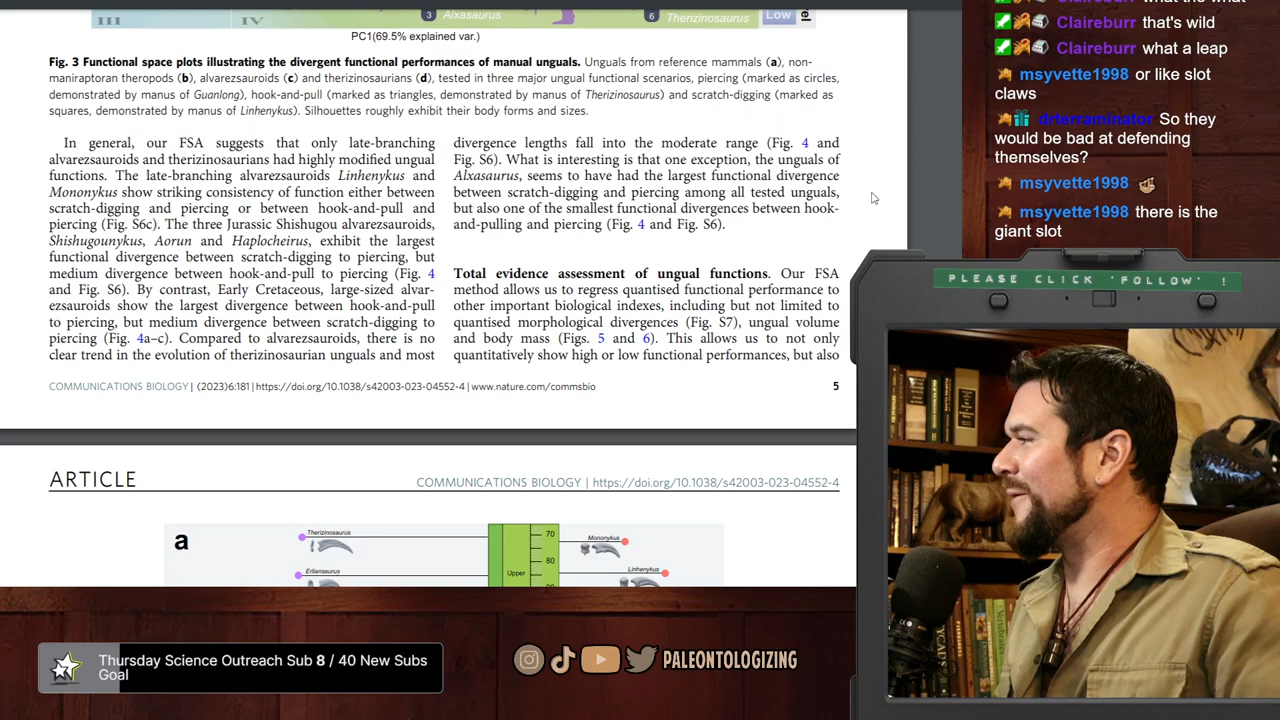 III
IV
3
Alxasaurus
6
Therizinosaurus
Low
el
PC1(69.5% explained var.)
Fig. 3 Functional space plots illustrating the divergent functional performances of manual unguals. Unguals from reference mammals (a), non-
maniraptoran theropods (b), alvarezsauroids (c) and therizinosaurians (d), tested in three major ungual functional scenarios, piercing (marked as circles,
demonstrated by manus of Guanlong), hook-and-pull (marked as triangles, demonstrated by manus of Therizinosaurus) and scratch-digging (marked as
squares, demonstrated by manus of Linhenykus). Silhouettes roughly exhibit their body forms and sizes.
In general, our FSA suggests that only late-branching
alvarezsauroids and therizinosaurians had highly modified ungual
functions. The late-branching alvarezsauroids Linhenykus and
Mononykus show striking consistency of function either between
scratch-digging and piercing or between hook-and-pull and
piercing (Fig. S6c). The three Jurassic Shishugou alvarezsauroids,
Shishugounykus, Aorun and Haplocheirus, exhibit the largest
functional divergence between scratch-digging to piercing, but
medium divergence between hook-and-pull to piercing (Fig. 4
and Fig. S6). By contrast, Early Cretaceous, large-sized alvar-
ezsauroids show the largest divergence between hook-and-pull
to piercing, but medium divergence between scratch-digging to
piercing (Fig. 4a–c). Compared to alvarezsauroids, there is no
clear trend in the evolution of therizinosaurian unguals and most
divergence lengths fall into the moderate range (Fig. 4 and
Fig. S6). What is interesting is that one exception, the unguals of
Alxasaurus, seems to have had the largest functional divergence
between scratch-digging and piercing among all tested unguals,
but also one of the smallest functional divergences between hook-
and-pulling and piercing (Fig. 4 and Fig. S6).
Total evidence assessment of ungual functions. Our FSA
method allows us to regress quantised functional performance to
other important biological indexes, including but not limited to
quantised morphological divergences (Fig. S7), ungual volume
and body mass (Figs. 5 and 6). This allows us to not only
quantitatively show high or low functional performances, but also
COMMUNICATIONS BIOLOGY | (2023)6:181 | https://doi.org/10.1038/s42003-023-04552-4 | www.nature.com/commsbio
5
ARTICLE
COMMUNICATIONS BIOLOGY | https://doi.org/10.1038/s42003-023-04552-4
a
Therizinosaurus
Erliansaurus
70
80
Upper
Mononykus
Linhenykus
Claireburr that's wild
Claireburr what a leap
msyvette1998 or like slot
claws
drterraminator So they
would be bad at defending
themselves?
msyvette1998
msyvette1998 there is the
giant slot
PLEASE CLICK 'FOLLOW' !
Thursday Science Outreach Sub 8 / 40 New Subs
Goal
PALEONTOLOGIZING